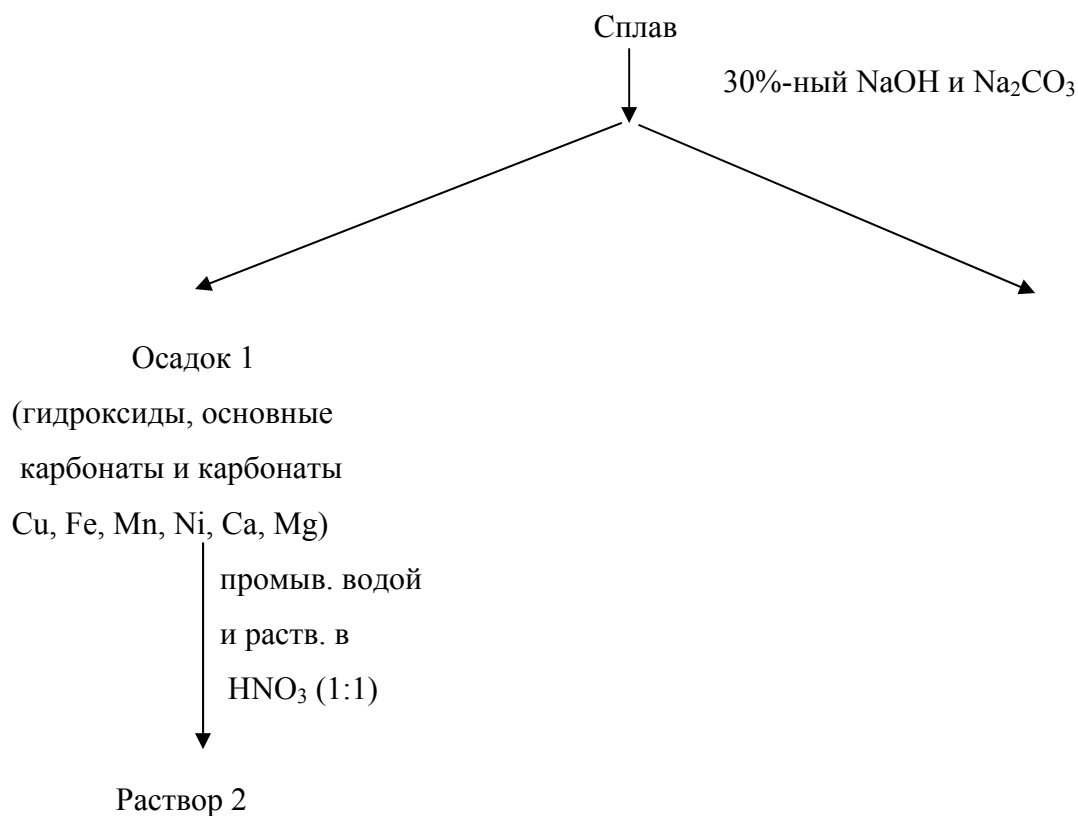 Сплав
30%-ный NaOH и Na₂CO₃
Осадок 1
(гидроксиды, основные
карбонаты и карбонаты
Cu, Fe, Mn, Ni, Ca, Mg)
промыв. водой
и раств. в
HNO₃ (1:1)
Раствор 2